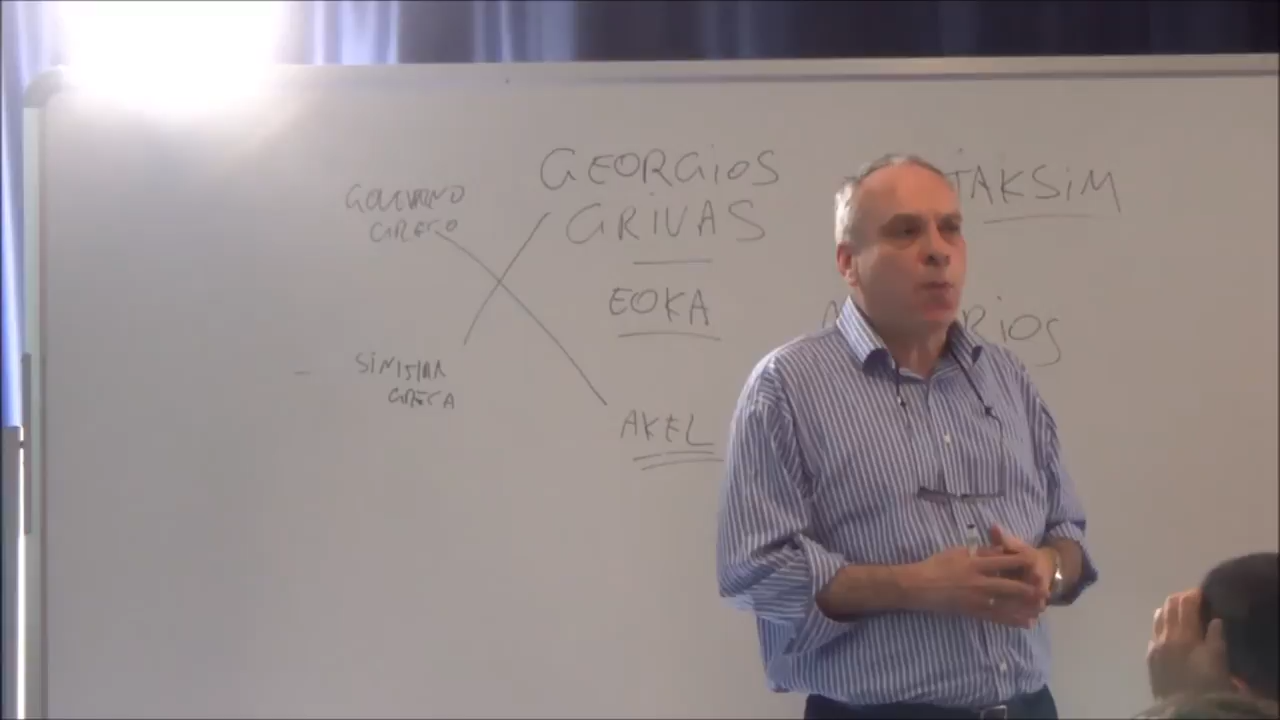 GOVERNO
GRECO
GEORGIOS
GRIVAS
EOKA
SINISTRA
GRECA
AKEL
TAKSIM